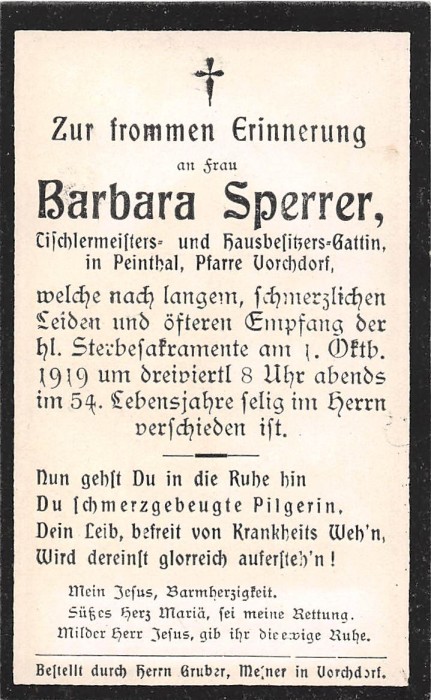 Zur frommen Erinnerung
an Frau
Barbara Sperrer,
Tischlermeisters- und Hausbesitzers-Gattin,
in Peinthal, Pfarre Vorchdorf,
welche nach langem, schmerzlichen
Leiden und öfteren Empfang der
hl. Sterbesakramente am 1. Oktb.
1919 um dreiviertl 8 Uhr abends
im 54. Lebensjahre selig im Herrn
verschieden ist.
Nun gehst Du in die Ruhe hin
Du schmerzgebeugte Pilgerin,
Dein Leib, befreit von Krankheits Weh'n,
Wird dereinst glorreich aufersteh'n!
Mein Jesus, Barmherzigkeit.
Süßes Herz Mariä, sei meine Rettung.
Milder Herr Jesus, gib ihr die ewige Ruhe.
Bestellt durch Herrn Gruber, Mesner in Vorchdorf.